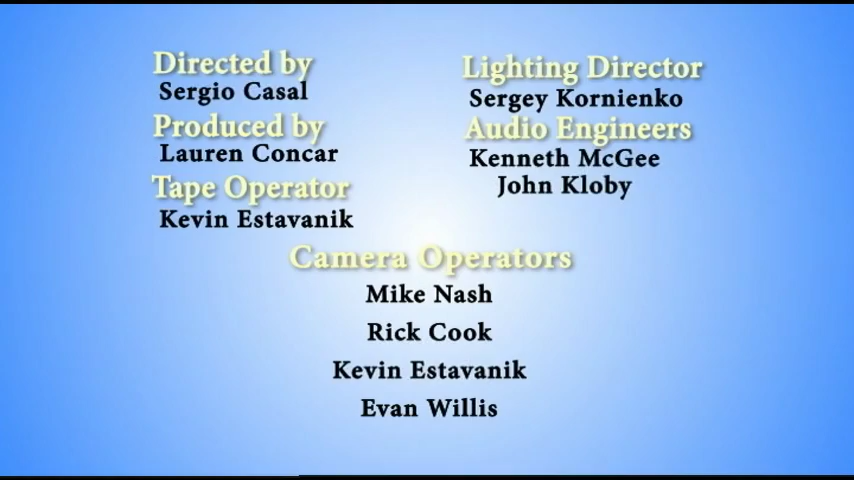 Directed by
Sergio Casal
Produced by
Lauren Concar
Tape Operator
Kevin Estavanik
Lighting Director
Sergey Kornienko
Audio Engineers
Kenneth McGee
John Kloby
Camera Operators
Mike Nash
Rick Cook
Kevin Estavanik
Evan Willis